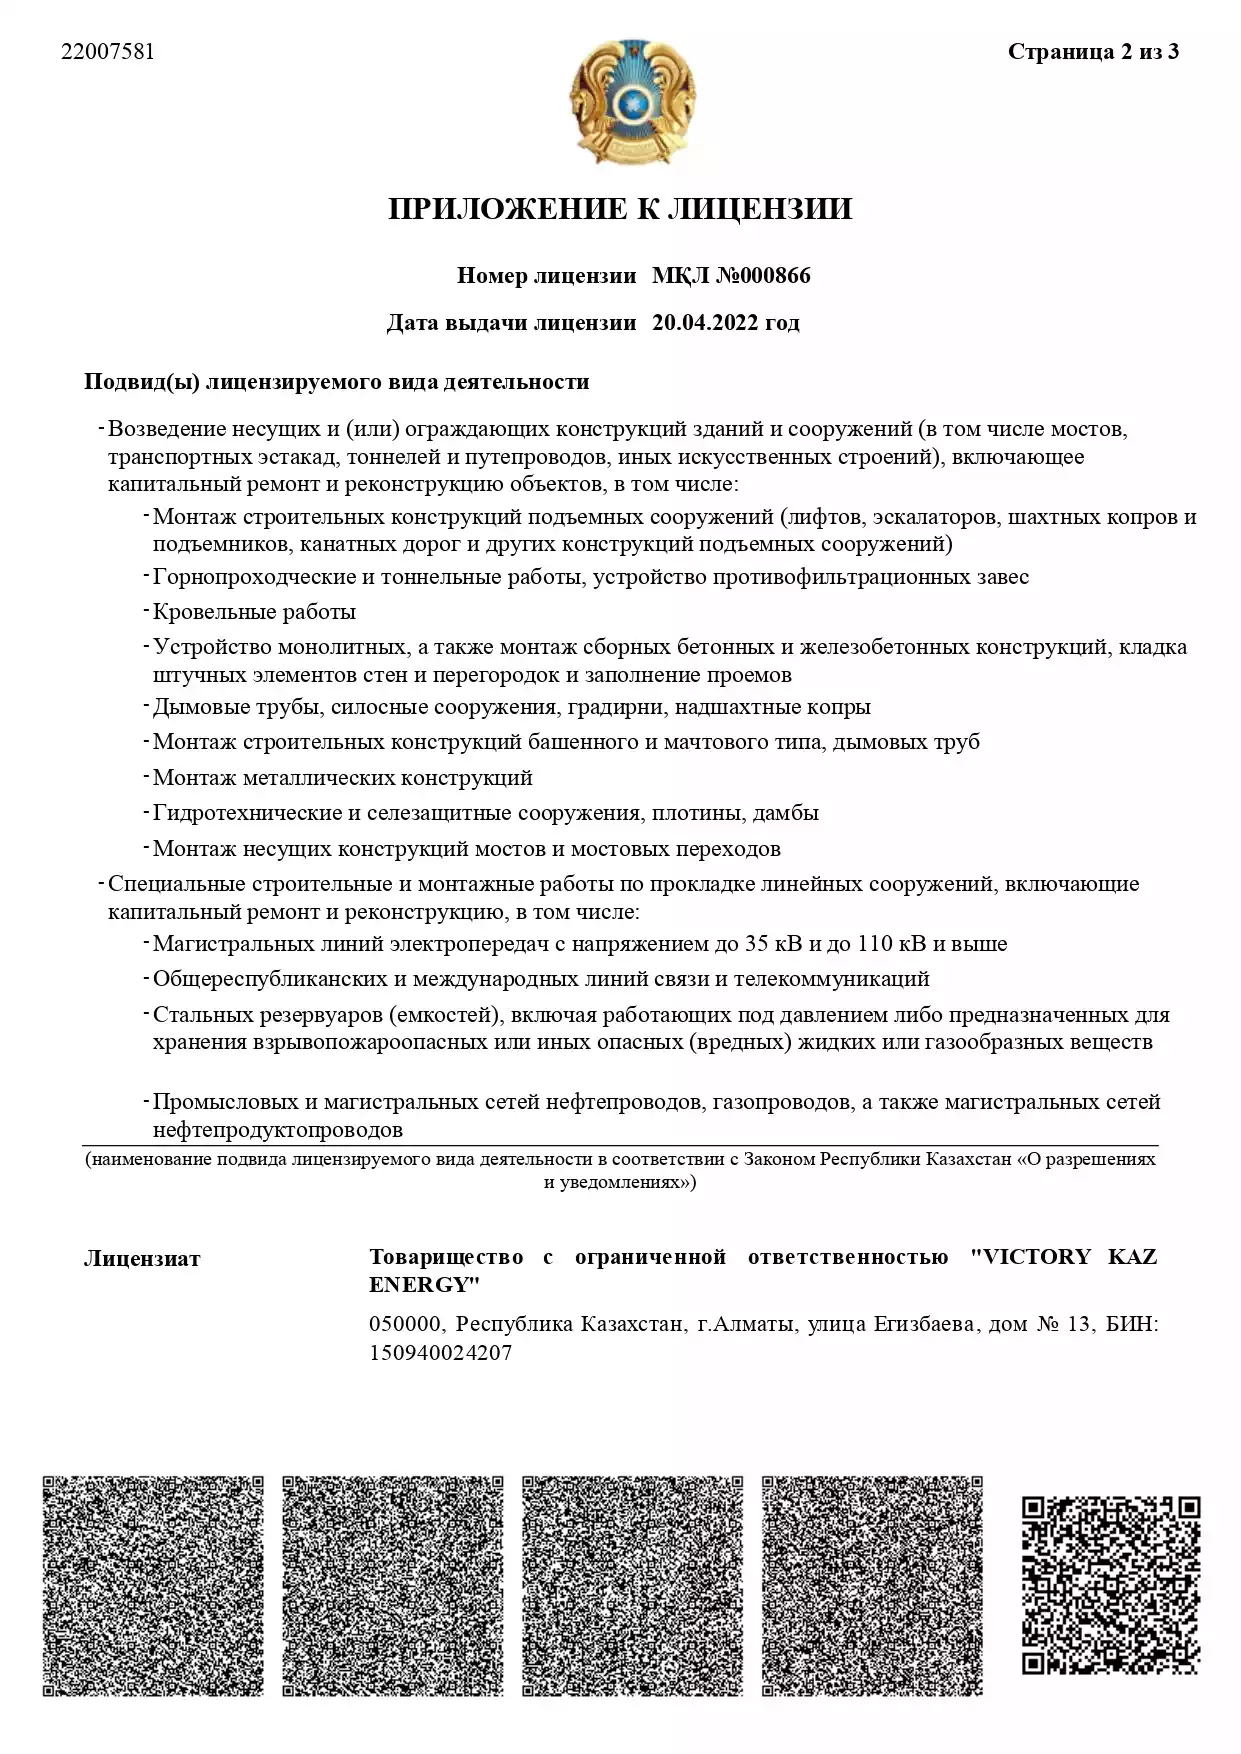 22007581
Страница 2 из 3
ПРИЛОЖЕНИЕ К ЛИЦЕНЗИИ
Номер лицензии МҚЛ №000866
Дата выдачи лицензии 20.04.2022 год
Подвид(ы) лицензируемого вида деятельности
- Возведение несущих и (или) ограждающих конструкций зданий и сооружений (в том числе мостов,
транспортных эстакад, тоннелей и путепроводов, иных искусственных строений), включающее
капитальный ремонт и реконструкцию объектов, в том числе:
- Монтаж строительных конструкций подъемных сооружений (лифтов, эскалаторов, шахтных копров и
подъемников, канатных дорог и других конструкций подъемных сооружений)
- Горнопроходческие и тоннельные работы, устройство противофильтрационных завес
- Кровельные работы
- Устройство монолитных, а также монтаж сборных бетонных и железобетонных конструкций, кладка
штучных элементов стен и перегородок и заполнение проемов
- Дымовые трубы, силосные сооружения, градирни, надшахтные копры
- Монтаж строительных конструкций башенного и мачтового типа, дымовых труб
- Монтаж металлических конструкций
- Гидротехнические и селезащитные сооружения, плотины, дамбы
- Монтаж несущих конструкций мостов и мостовых переходов
- Специальные строительные и монтажные работы по прокладке линейных сооружений, включающие
капитальный ремонт и реконструкцию, в том числе:
- Магистральных линий электропередач с напряжением до 35 кВ и до 110 кВ и выше
- Общереспубликанских и международных линий связи и телекоммуникаций
- Стальных резервуаров (емкостей), включая работающих под давлением либо предназначенных для
хранения взрывопожароопасных или иных опасных (вредных) жидких или газообразных веществ
- Промысловых и магистральных сетей нефтепроводов, газопроводов, а также магистральных сетей
нефтепродуктопроводов
(наименование подвида лицензируемого вида деятельности в соответствии с Законом Республики Казахстан «О разрешениях
и уведомлениях»)
Лицензиат
Товарищество с ограниченной ответственностью "VICTORY KAZ
ENERGY"
050000, Республика Казахстан, г.Алматы, улица Егизбаева, дом № 13, БИН:
150940024207